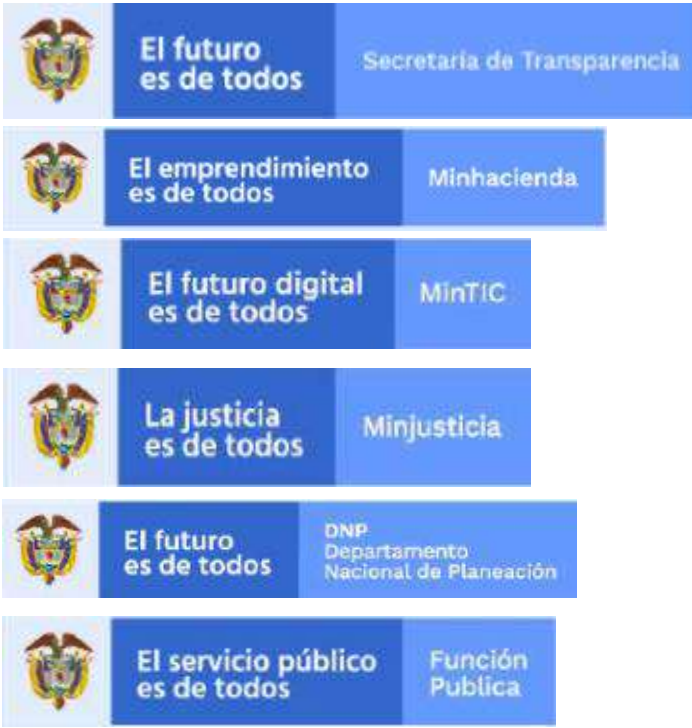 El futuro
es de todos
Secretaría de Transparencia
El emprendimiento
es de todos
Minhacienda
El futuro digital
es de todos
MinTIC
La justicia
es de todos
Minjusticia
El futuro
es de todos
DNP
Departamento
Nacional de Planeación
El servicio público
es de todos
Función
Publica